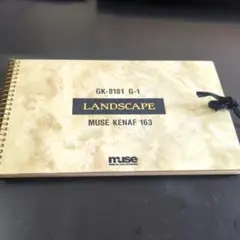 GK-8181 G-1
LANDSCAPE
MUSE KENAF 163
muse